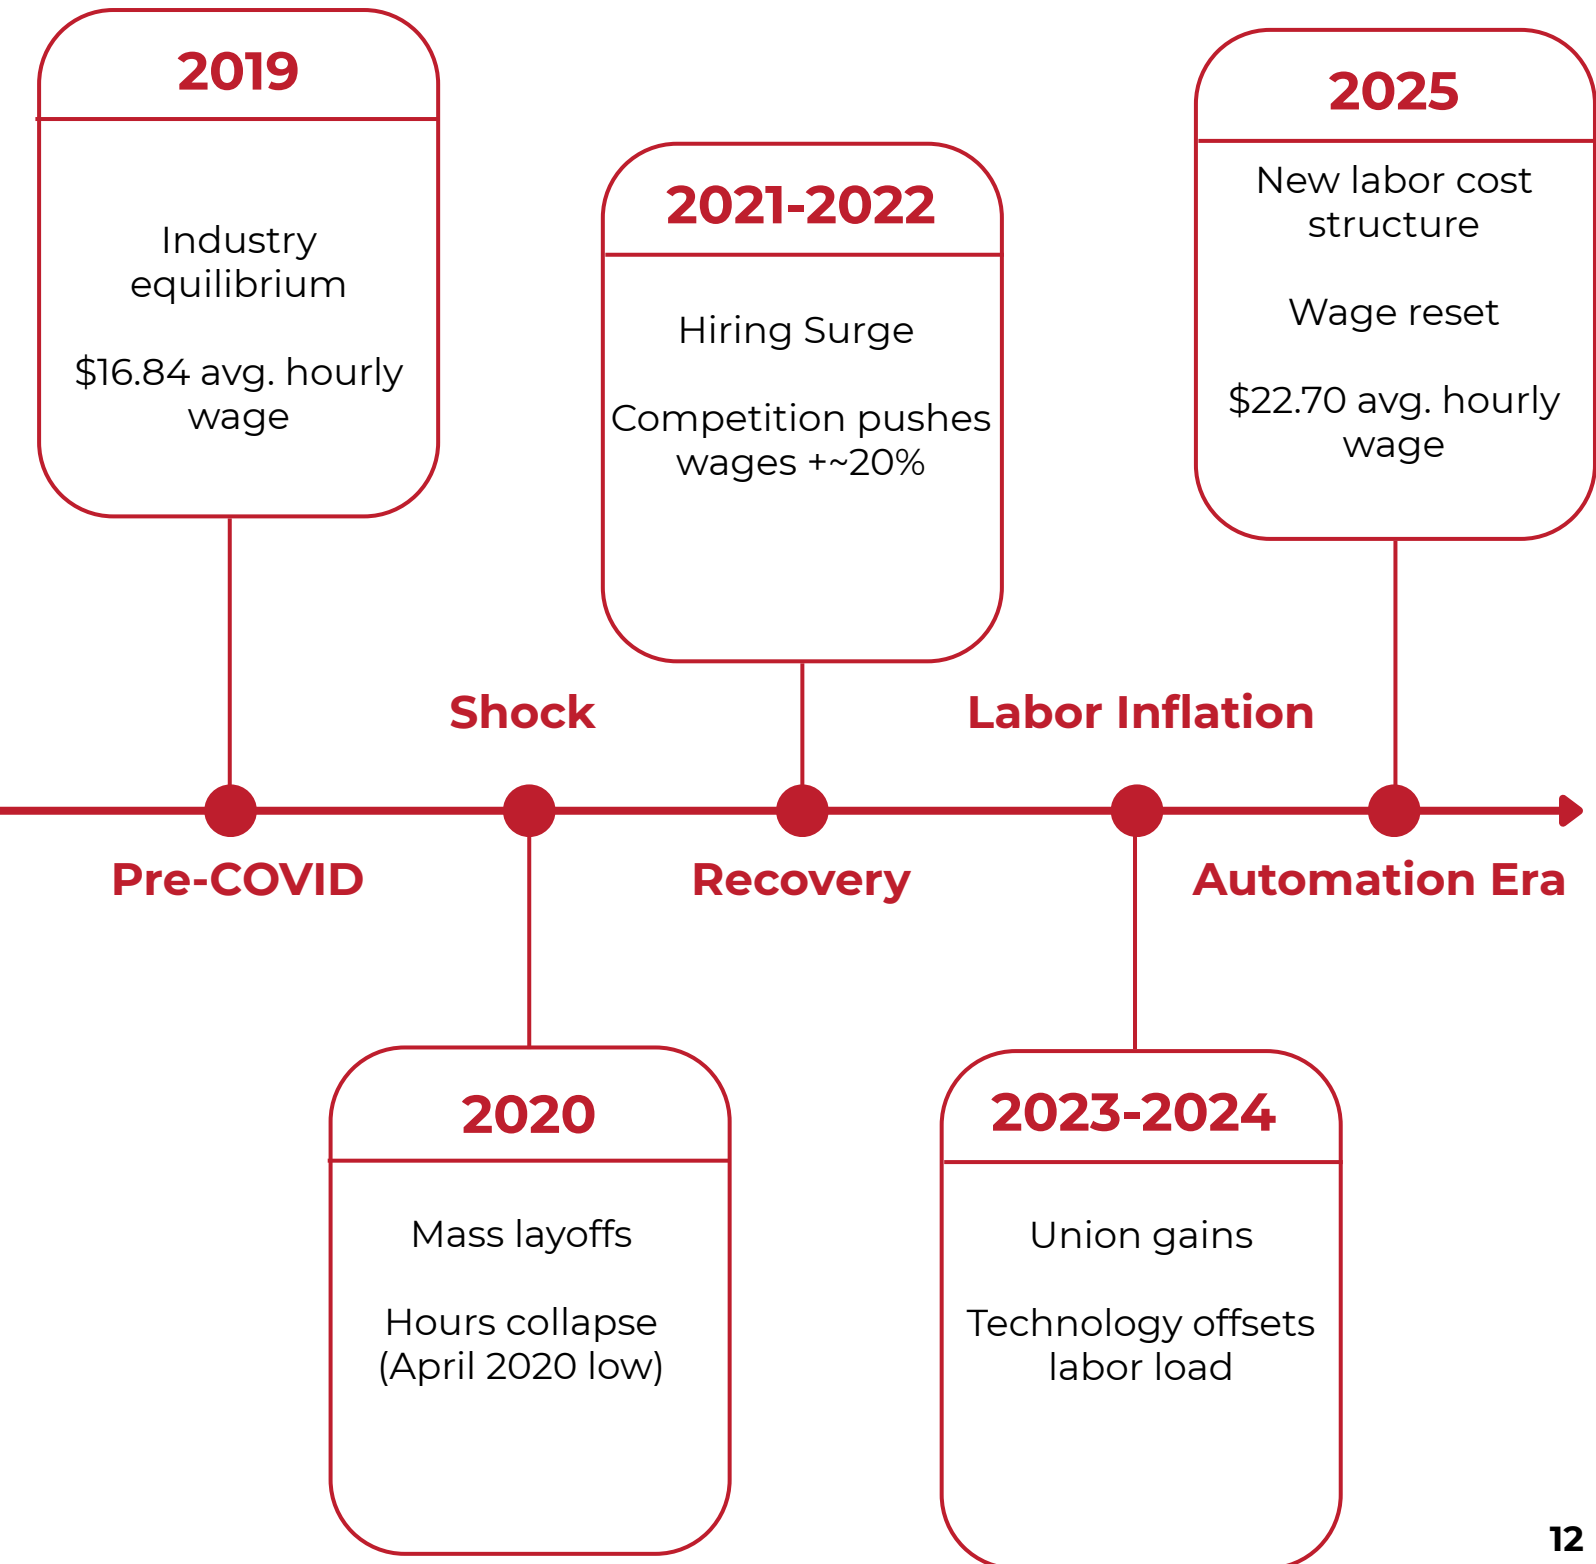 2019
Industry
equilibrium
$16.84 avg. hourly
wage
2021-2022
Hiring Surge
Competition pushes
wages +~20%
2025
New labor cost
structure
Wage reset
$22.70 avg. hourly
wage
Shock
Labor Inflation
Pre-COVID
Recovery
Automation Era
2020
Mass layoffs
Hours collapse
(April 2020 low)
2023-2024
Union gains
Technology offsets
labor load
12